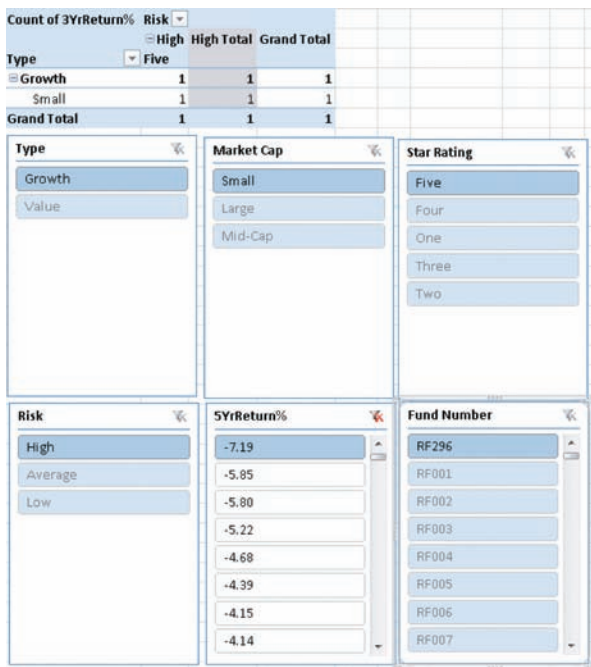 Count of 3YrReturn% Risk
High High Total Grand Total
Type Five
Growth 1 1 1
Small 1 1 1
Grand Total 1 1 1
Type
Growth
Value
Market Cap
Small
Large
Mid-Cap
Star Rating
Five
Four
One
Three
Two
Risk
High
Average
Low
5YrReturn%
-7.19
-5.85
-5.80
-5.22
-4.68
-4.39
-4.15
-4.14
Fund Number
RF296
RF001
RF002
RF003
RF004
RF005
RF006
RF007